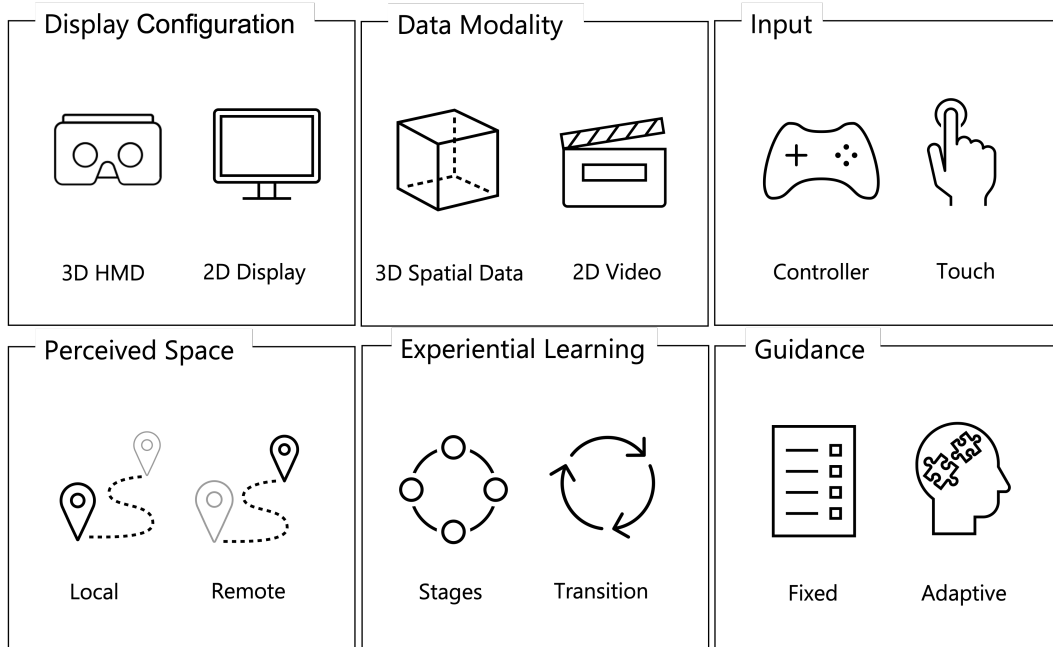 Display Configuration
Data Modality
Input
3D HMD
2D Display
3D Spatial Data
2D Video
Controller
Touch
Perceived Space
Experiential Learning
Guidance
Local
Remote
Stages
Transition
Fixed
Adaptive